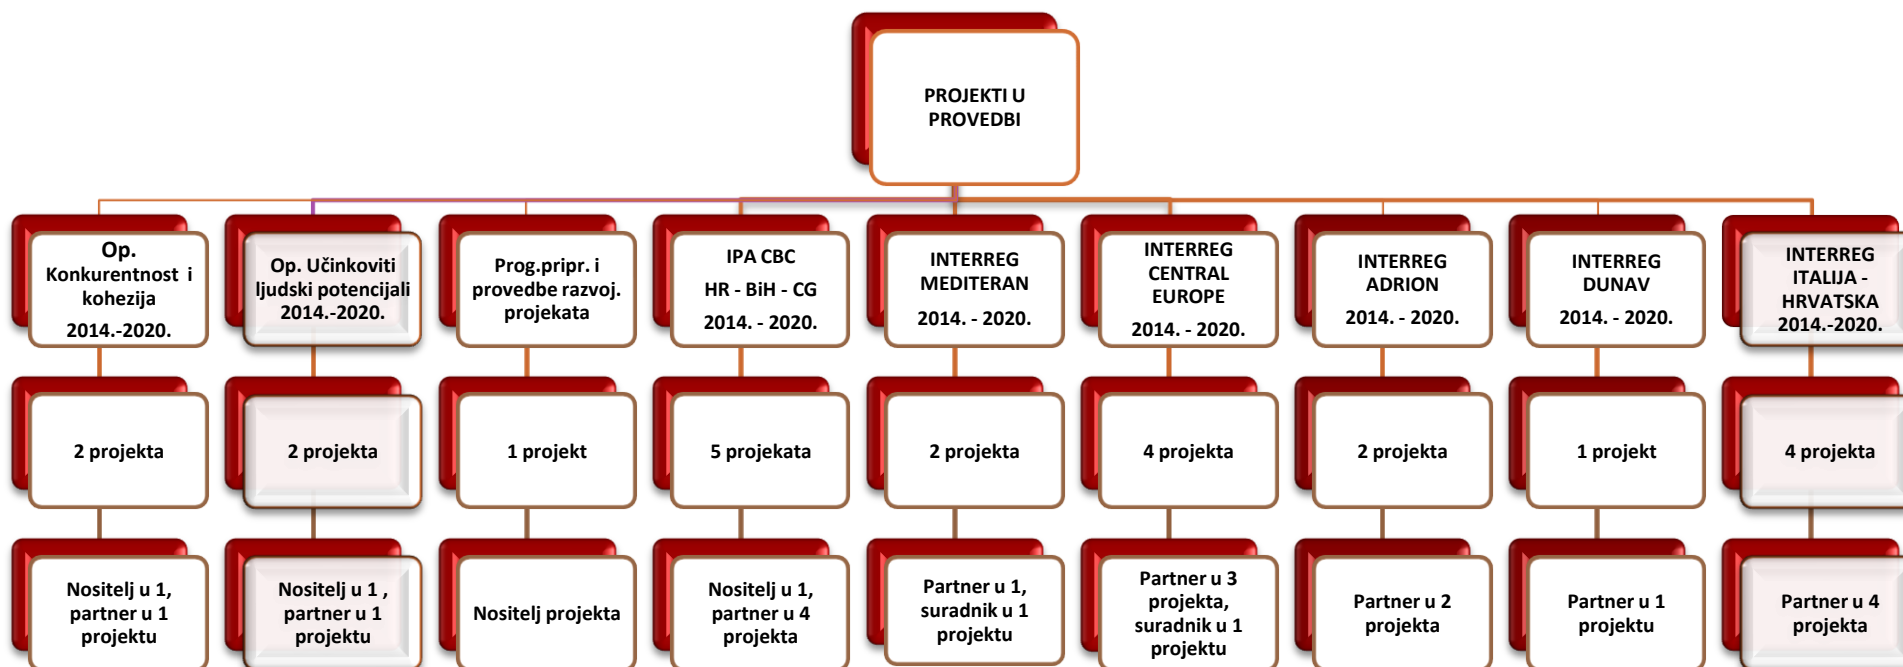 PROJEKTI U
PROVEDBI
Op.
Konkurentnost i
kohezija
2014.-2020.
Op. Učinkoviti
ljudski potencijali
2014.-2020.
Prog.pripr. i
provedbe razvoj.
projekata
IPA CBC
HR - BiH - CG
2014. - 2020.
INTERREG
MEDITERAN
2014. - 2020.
INTERREG
CENTRAL
EUROPE
2014. - 2020.
INTERREG
ADRION
2014. - 2020.
INTERREG
DUNAV
2014. - 2020.
INTERREG
ITALIJA -
HRVATSKA
2014.-2020.
2 projekta
2 projekta
1 projekt
5 projekata
2 projekta
4 projekta
2 projekta
1 projekt
4 projekta
Nositelj u 1,
partner u 1
projektu
Nositelj u 1 ,
partner u 1
projektu
Nositelj projekta
Nositelj u 1,
partner u 4
projekta
Partner u 1,
suradnik u 1
projektu
Partner u 3
projekta,
suradnik u 1
projektu
Partner u 2
projekta
Partner u 1
projektu
Partner u 4
projekta